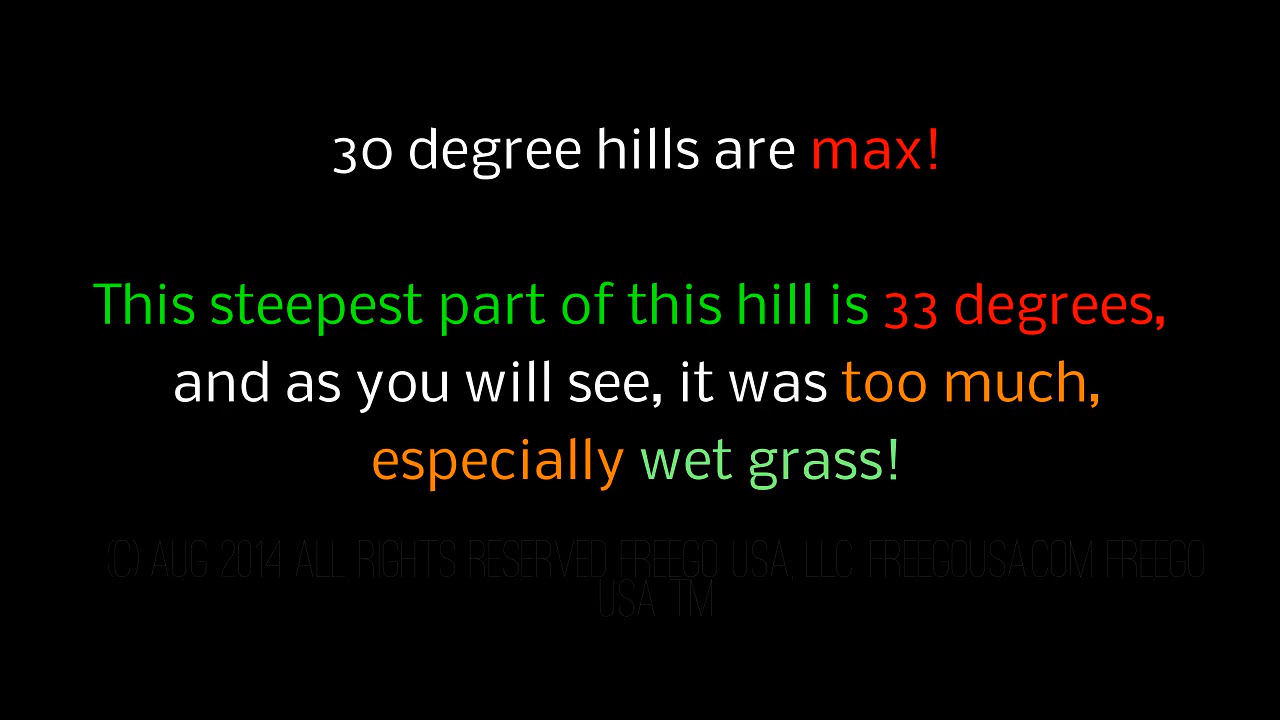 30 degree hills are max!
This steepest part of this hill is 33 degrees,
and as you will see, it was too much,
especially wet grass!
(C) AUG 2014 ALL RIGHTS RESERVED FREEGO USA, LLC FREEGOUSA.COM FREEGO
USA TM